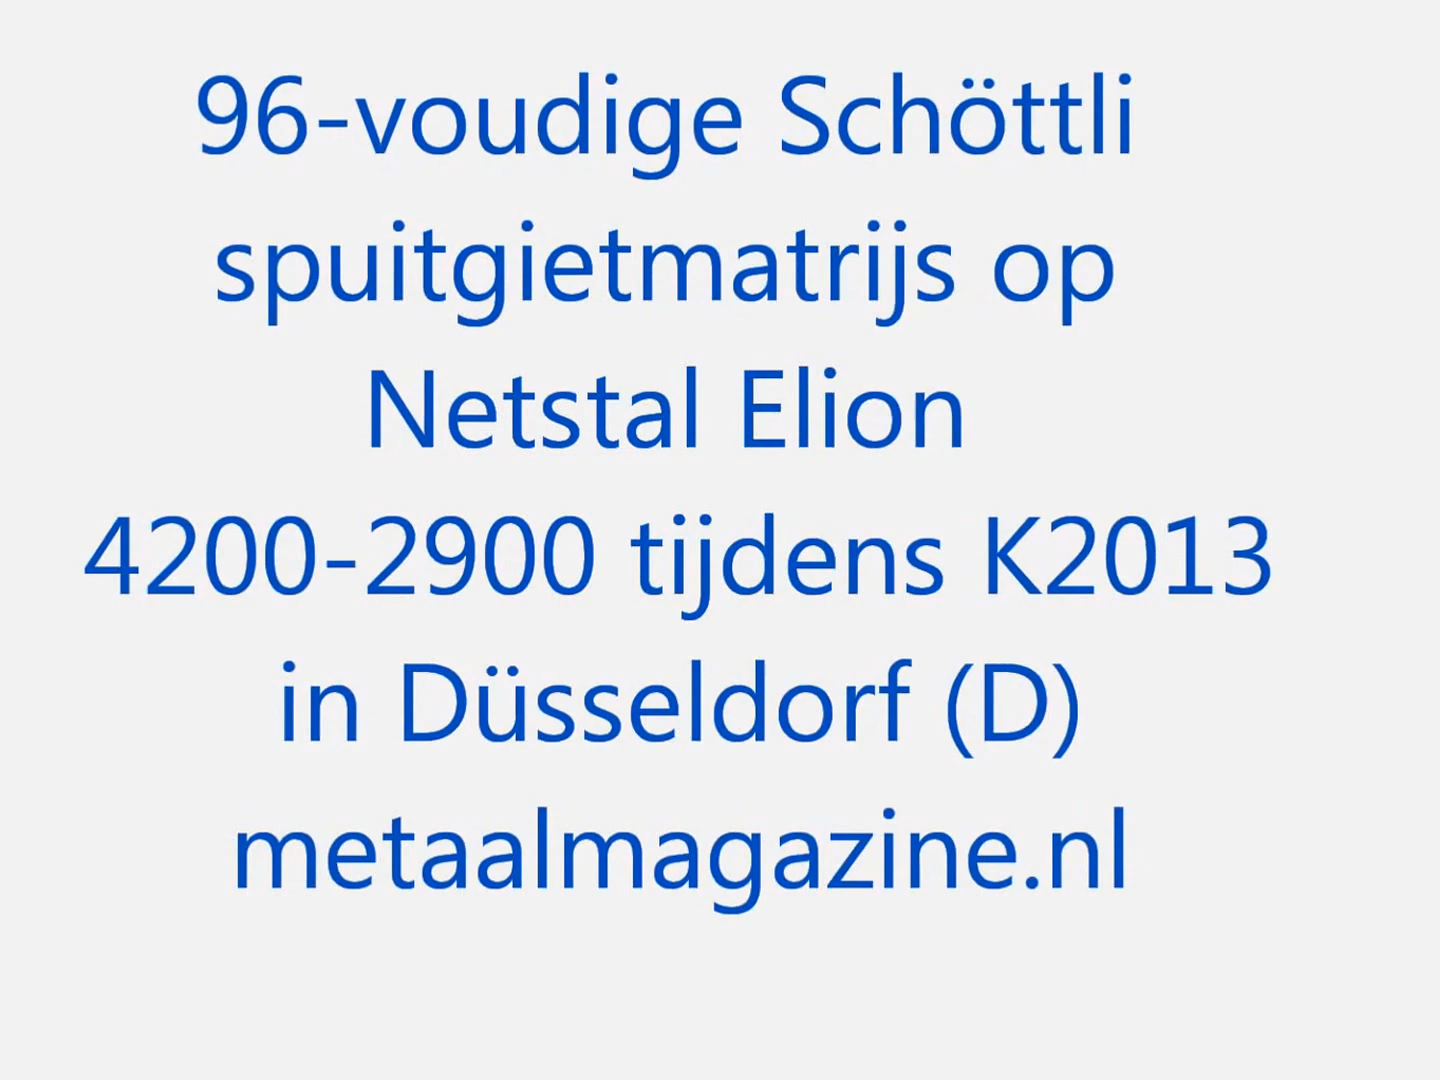 96-voudige Schöttli
spuitgietmatrijs op
Netstal Elion
4200-2900 tijdens K2013
in Düsseldorf (D)
metaalmagazine.nl